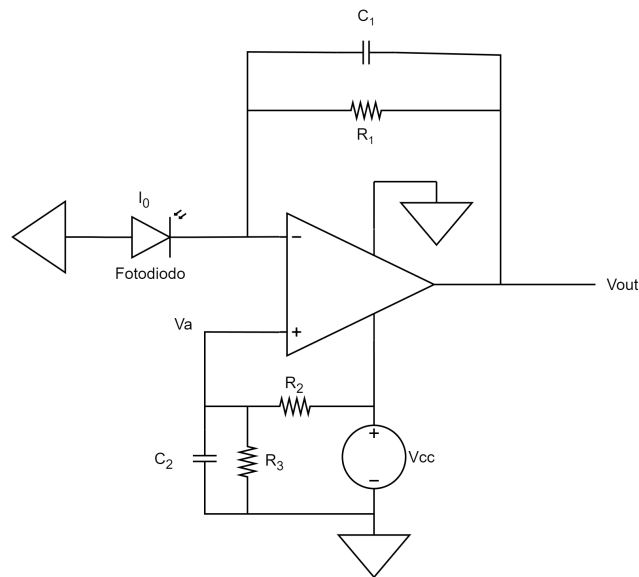 C₁
R₁
I₀
Fotodiodo
−
+
Va
Vout
R₂
C₂
R₃
+
−
Vcc